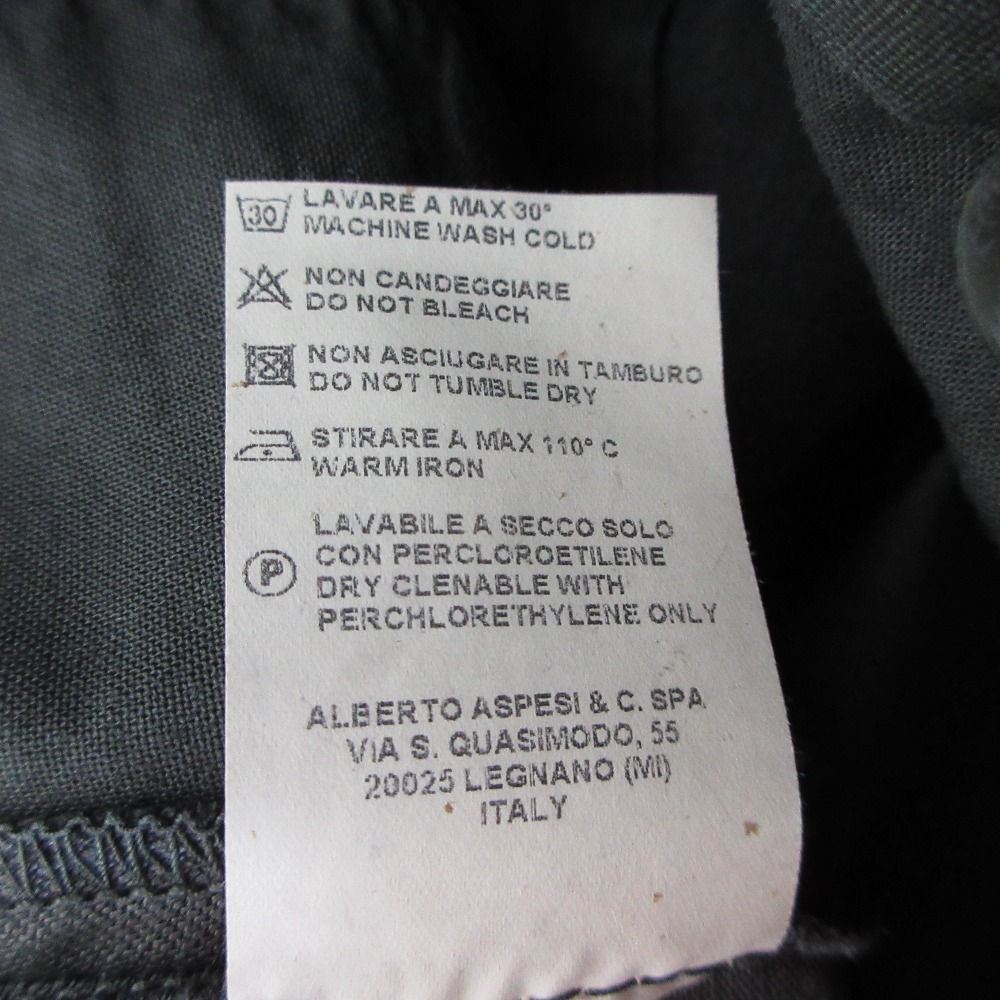 30 LAVARE A MAX 30°
MACHINE WASH COLD
NON CANDEGGIARE
DO NOT BLEACH
NON ASCIUGARE IN TAMBURO
DO NOT TUMBLE DRY
STIRARE A MAX 110° C
WARM IRON
LAVABILE A SECCO SOLO
CON PERCLOROETILENE
P
DRY CLENABLE WITH
PERCHLORETHYLENE ONLY
ALBERTO ASPESI & C. SPA
VIA S. QUASIMODO, 55
20025 LEGNANO (MI)
ITALY